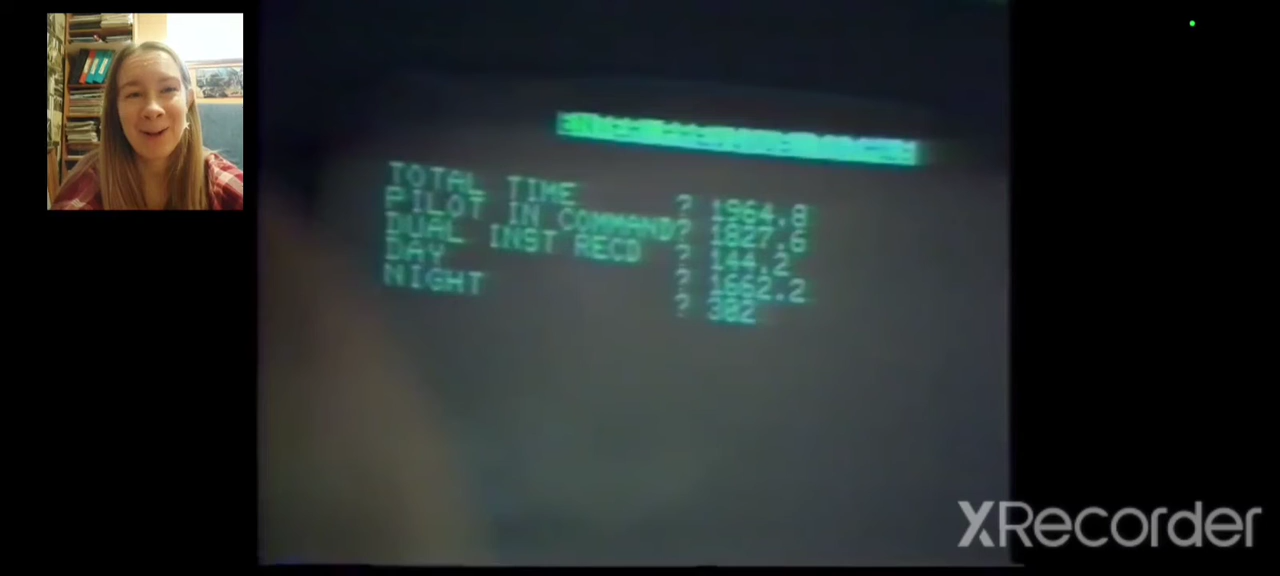 TOTAL TIME ? 1964.8
PILOT IN COMMAND? 1827.6
DUAL INST RECD ? 144.2
DAY ? 1662.2
NIGHT ? 302
XRecorder